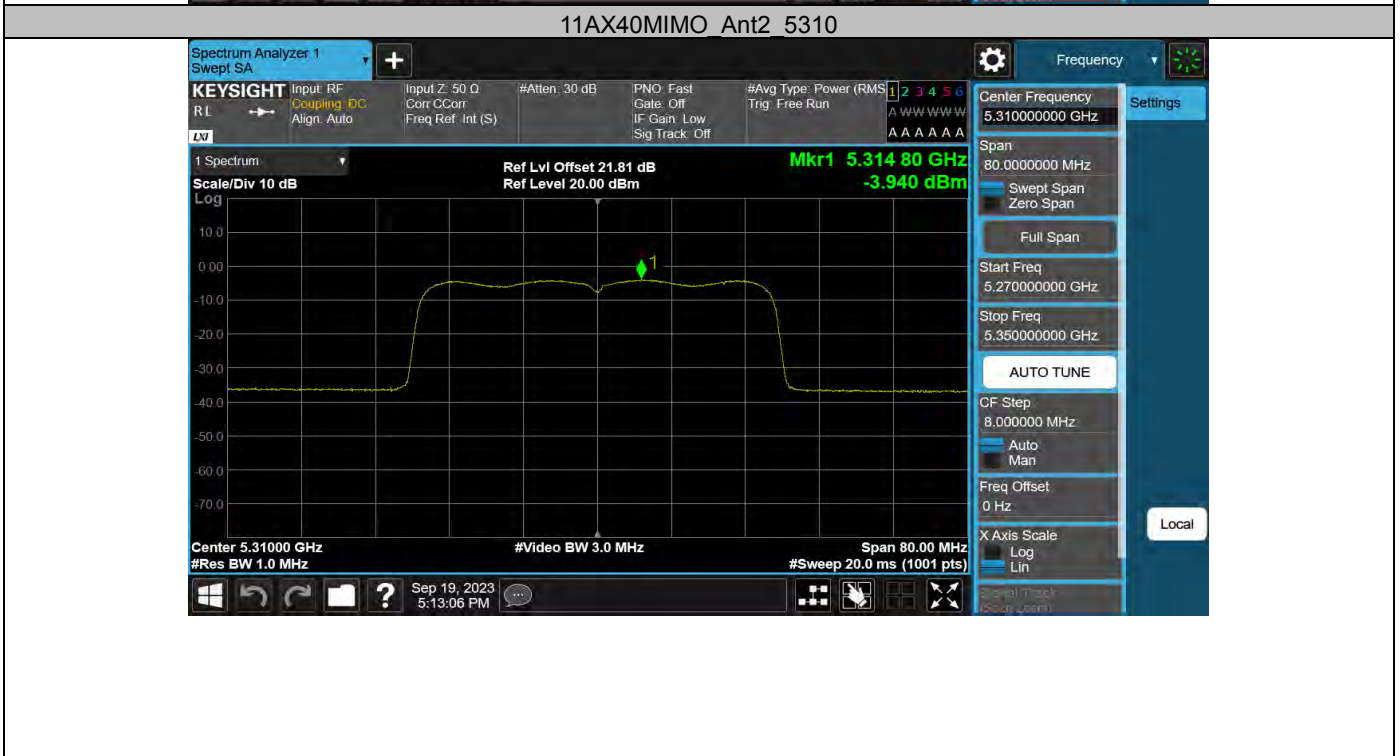 11AX40MIMO_Ant2_5310
Spectrum Analyzer 1
Swept SA
+
Frequency
KEYSIGHT
RL
LXI
Input: RF
Coupling: DC
Align: Auto
Input Z: 50 Ω
Corr CCorr
Freq Ref: Int (S)
#Atten: 30 dB
PNO: Fast
Gate: Off
IF Gain: Low
Sig Track: Off
#Avg Type: Power (RMS
Trig: Free Run
1 2 3 4 5 6
A W W W W W
A A A A A A
1 Spectrum
Scale/Div 10 dB
Log
Ref Lvl Offset 21.81 dB
Ref Level 20.00 dBm
Mkr1 5.314 80 GHz
-3.940 dBm
10.0
0.00
-10.0
-20.0
-30.0
-40.0
-50.0
-60.0
-70.0
1
Center 5.31000 GHz
#Res BW 1.0 MHz
#Video BW 3.0 MHz
Span 80.00 MHz
#Sweep 20.0 ms (1001 pts)
Center Frequency
5.310000000 GHz
Settings
Span
80.0000000 MHz
Swept Span
Zero Span
Full Span
Start Freq
5.270000000 GHz
Stop Freq
5.350000000 GHz
AUTO TUNE
CF Step
8.000000 MHz
Auto
Man
Freq Offset
0 Hz
X Axis Scale
Log
Lin
Local
Signal Track
(Span Zoom)
?
Sep 19, 2023
5:13:06 PM